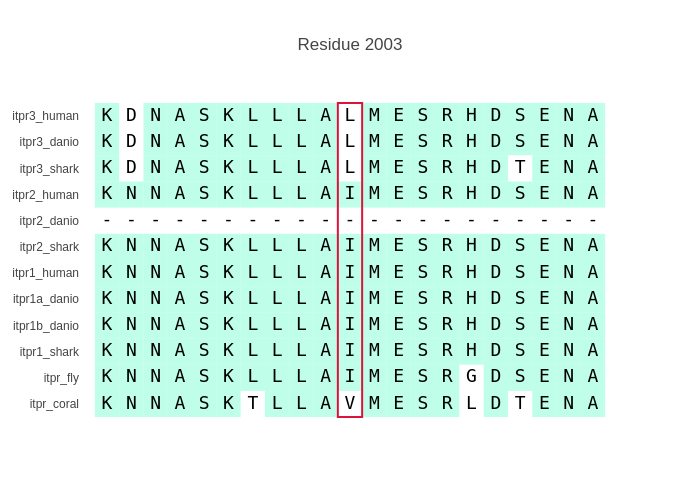 Residue 2003
itpr3_human K D N A S K L L L A L M E S R H D S E N A
itpr3_danio K D N A S K L L L A L M E S R H D S E N A
itpr3_shark K D N A S K L L L A L M E S R H D T E N A
itpr2_human K N N A S K L L L A I M E S R H D S E N A
itpr2_danio - - - - - - - - - - - - - - - - - - - - -
itpr2_shark K N N A S K L L L A I M E S R H D S E N A
itpr1_human K N N A S K L L L A I M E S R H D S E N A
itpr1a_danio K N N A S K L L L A I M E S R H D S E N A
itpr1b_danio K N N A S K L L L A I M E S R H D S E N A
itpr1_shark K N N A S K L L L A I M E S R H D S E N A
itpr_fly K N N A S K L L L A I M E S R G D S E N A
itpr_coral K N N A S K T L L A V M E S R L D T E N A